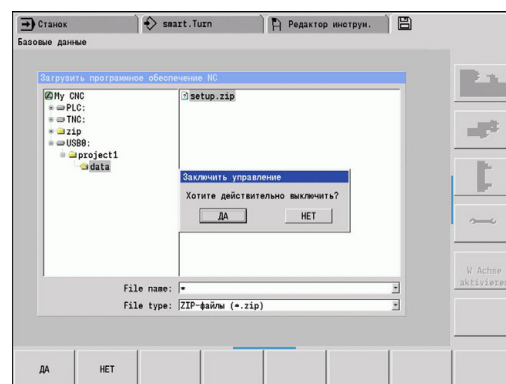 Станок smart.Turn Редактор инструм.
Базовые данные
Загрузить программное обеспечение NC
My CNC
PLC:
TNC:
zip
USB0:
project1
data
setup.zip
Заключить управление
Хотите действительно выключить?
ДА НЕТ
File name: *
File type: ZIP-файлы (*.zip)
W Achse
aktivieren
ДА НЕТ